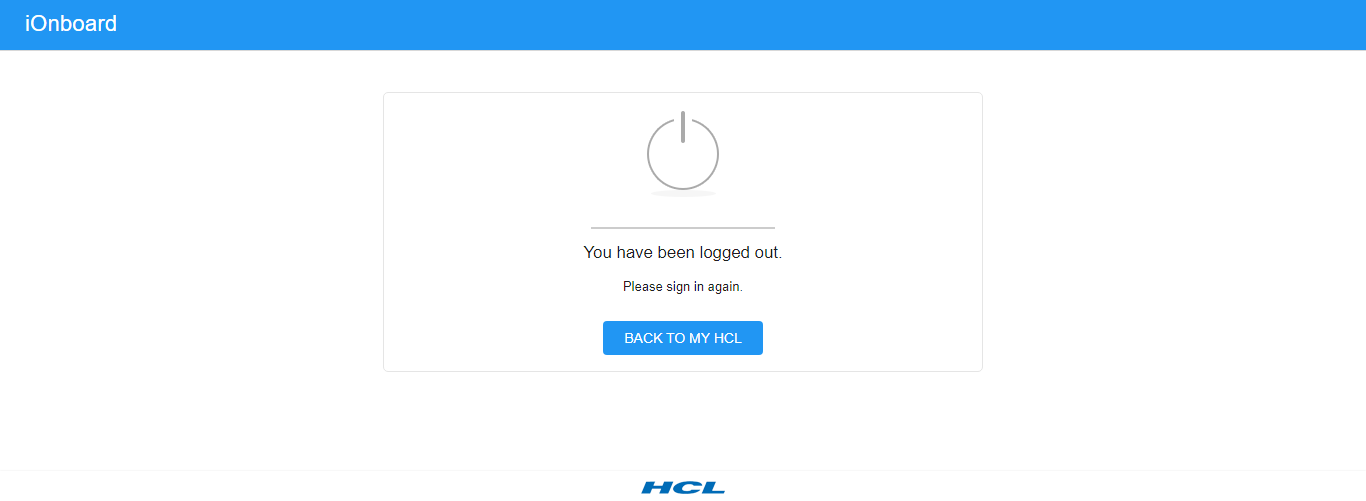 iOnboard
You have been logged out.
Please sign in again.
BACK TO MY HCL
HCL